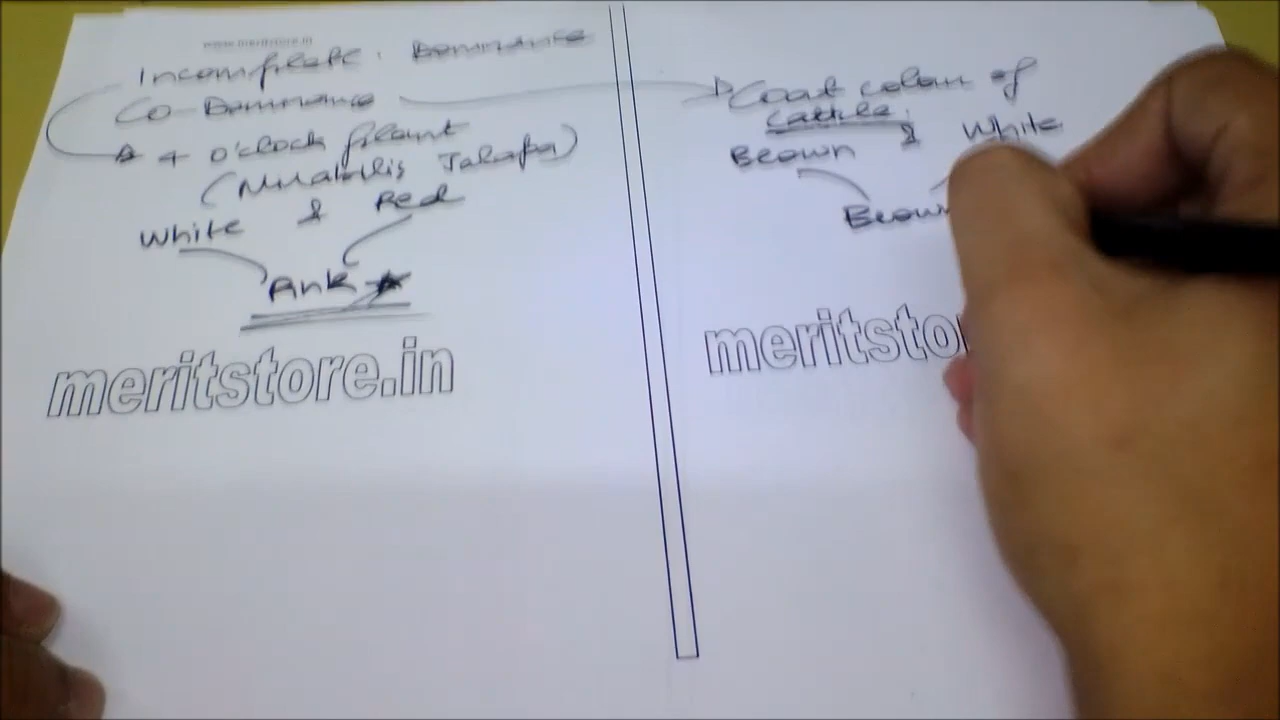 www.meritstore.in
Incomplete Dominance
Co-Dominance
4 o'clock plant
(Mirabilis Jalapa)
White & Red
Pink
meritstore.in
Coat colour of
Cattle
Brown & White
Brown
meritsto